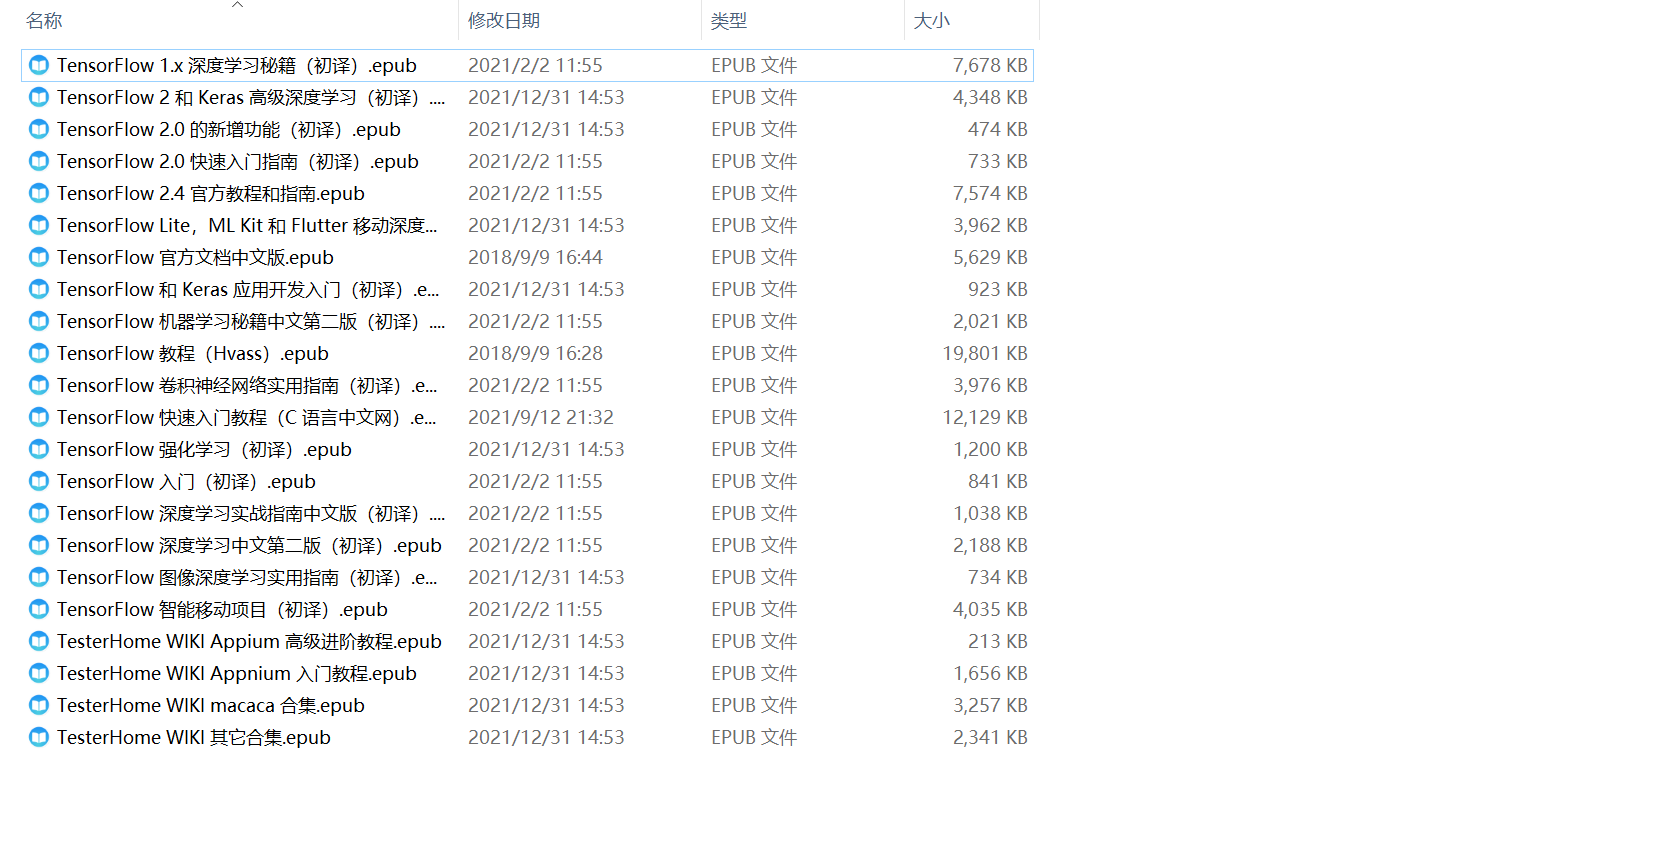 名称 修改日期 类型 大小
TensorFlow 1.x 深度学习秘籍（初译）.epub 2021/2/2 11:55 EPUB 文件 7,678 KB
TensorFlow 2 和 Keras 高级深度学习（初译）.... 2021/12/31 14:53 EPUB 文件 4,348 KB
TensorFlow 2.0 的新增功能（初译）.epub 2021/12/31 14:53 EPUB 文件 474 KB
TensorFlow 2.0 快速入门指南（初译）.epub 2021/2/2 11:55 EPUB 文件 733 KB
TensorFlow 2.4 官方教程和指南.epub 2021/2/2 11:55 EPUB 文件 7,574 KB
TensorFlow Lite，ML Kit 和 Flutter 移动深度... 2021/12/31 14:53 EPUB 文件 3,962 KB
TensorFlow 官方文档中文版.epub 2018/9/9 16:44 EPUB 文件 5,629 KB
TensorFlow 和 Keras 应用开发入门（初译）.e... 2021/12/31 14:53 EPUB 文件 923 KB
TensorFlow 机器学习秘籍中文第二版（初译）.... 2021/2/2 11:55 EPUB 文件 2,021 KB
TensorFlow 教程（Hvass）.epub 2018/9/9 16:28 EPUB 文件 19,801 KB
TensorFlow 卷积神经网络实用指南（初译）.e... 2021/2/2 11:55 EPUB 文件 3,976 KB
TensorFlow 快速入门教程（C 语言中文网）.e... 2021/9/12 21:32 EPUB 文件 12,129 KB
TensorFlow 强化学习（初译）.epub 2021/12/31 14:53 EPUB 文件 1,200 KB
TensorFlow 入门（初译）.epub 2021/2/2 11:55 EPUB 文件 841 KB
TensorFlow 深度学习实战指南中文版（初译）.... 2021/2/2 11:55 EPUB 文件 1,038 KB
TensorFlow 深度学习中文第二版（初译）.epub 2021/2/2 11:55 EPUB 文件 2,188 KB
TensorFlow 图像深度学习实用指南（初译）.e... 2021/12/31 14:53 EPUB 文件 734 KB
TensorFlow 智能移动项目（初译）.epub 2021/2/2 11:55 EPUB 文件 4,035 KB
TesterHome WIKI Appium 高级进阶教程.epub 2021/12/31 14:53 EPUB 文件 213 KB
TesterHome WIKI Appnium 入门教程.epub 2021/12/31 14:53 EPUB 文件 1,656 KB
TesterHome WIKI macaca 合集.epub 2021/12/31 14:53 EPUB 文件 3,257 KB
TesterHome WIKI 其它合集.epub 2021/12/31 14:53 EPUB 文件 2,341 KB